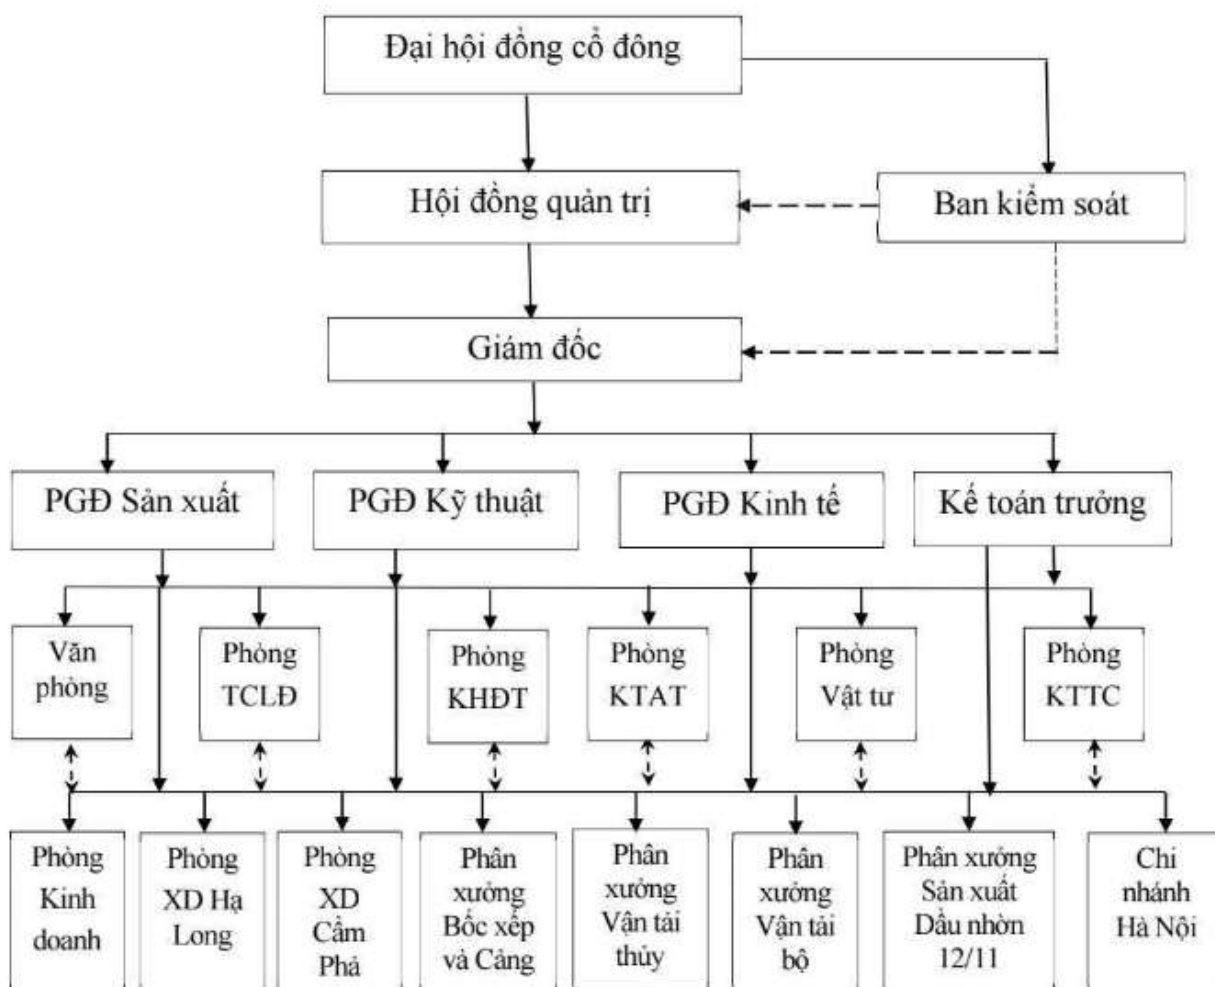 Đại hội đồng cổ đông
Hội đồng quản trị
Ban kiểm soát
Giám đốc
PGĐ Sản xuất
PGĐ Kỹ thuật
PGĐ Kinh tế
Kế toán trưởng
Văn
phòng
Phòng
TCLĐ
Phòng
KHĐT
Phòng
KTAT
Phòng
Vật tư
Phòng
KTTC
Phòng
Kinh
doanh
Phòng
XD Hạ
Long
Phòng
XD
Cẩm
Phả
Phân
xưởng
Bốc xếp
và Cảng
Phân
xưởng
Vận tải
thủy
Phân
xưởng
Vận tải
bộ
Phân xưởng
Sản xuất
Dầu nhờn
12/11
Chi
nhánh
Hà Nội